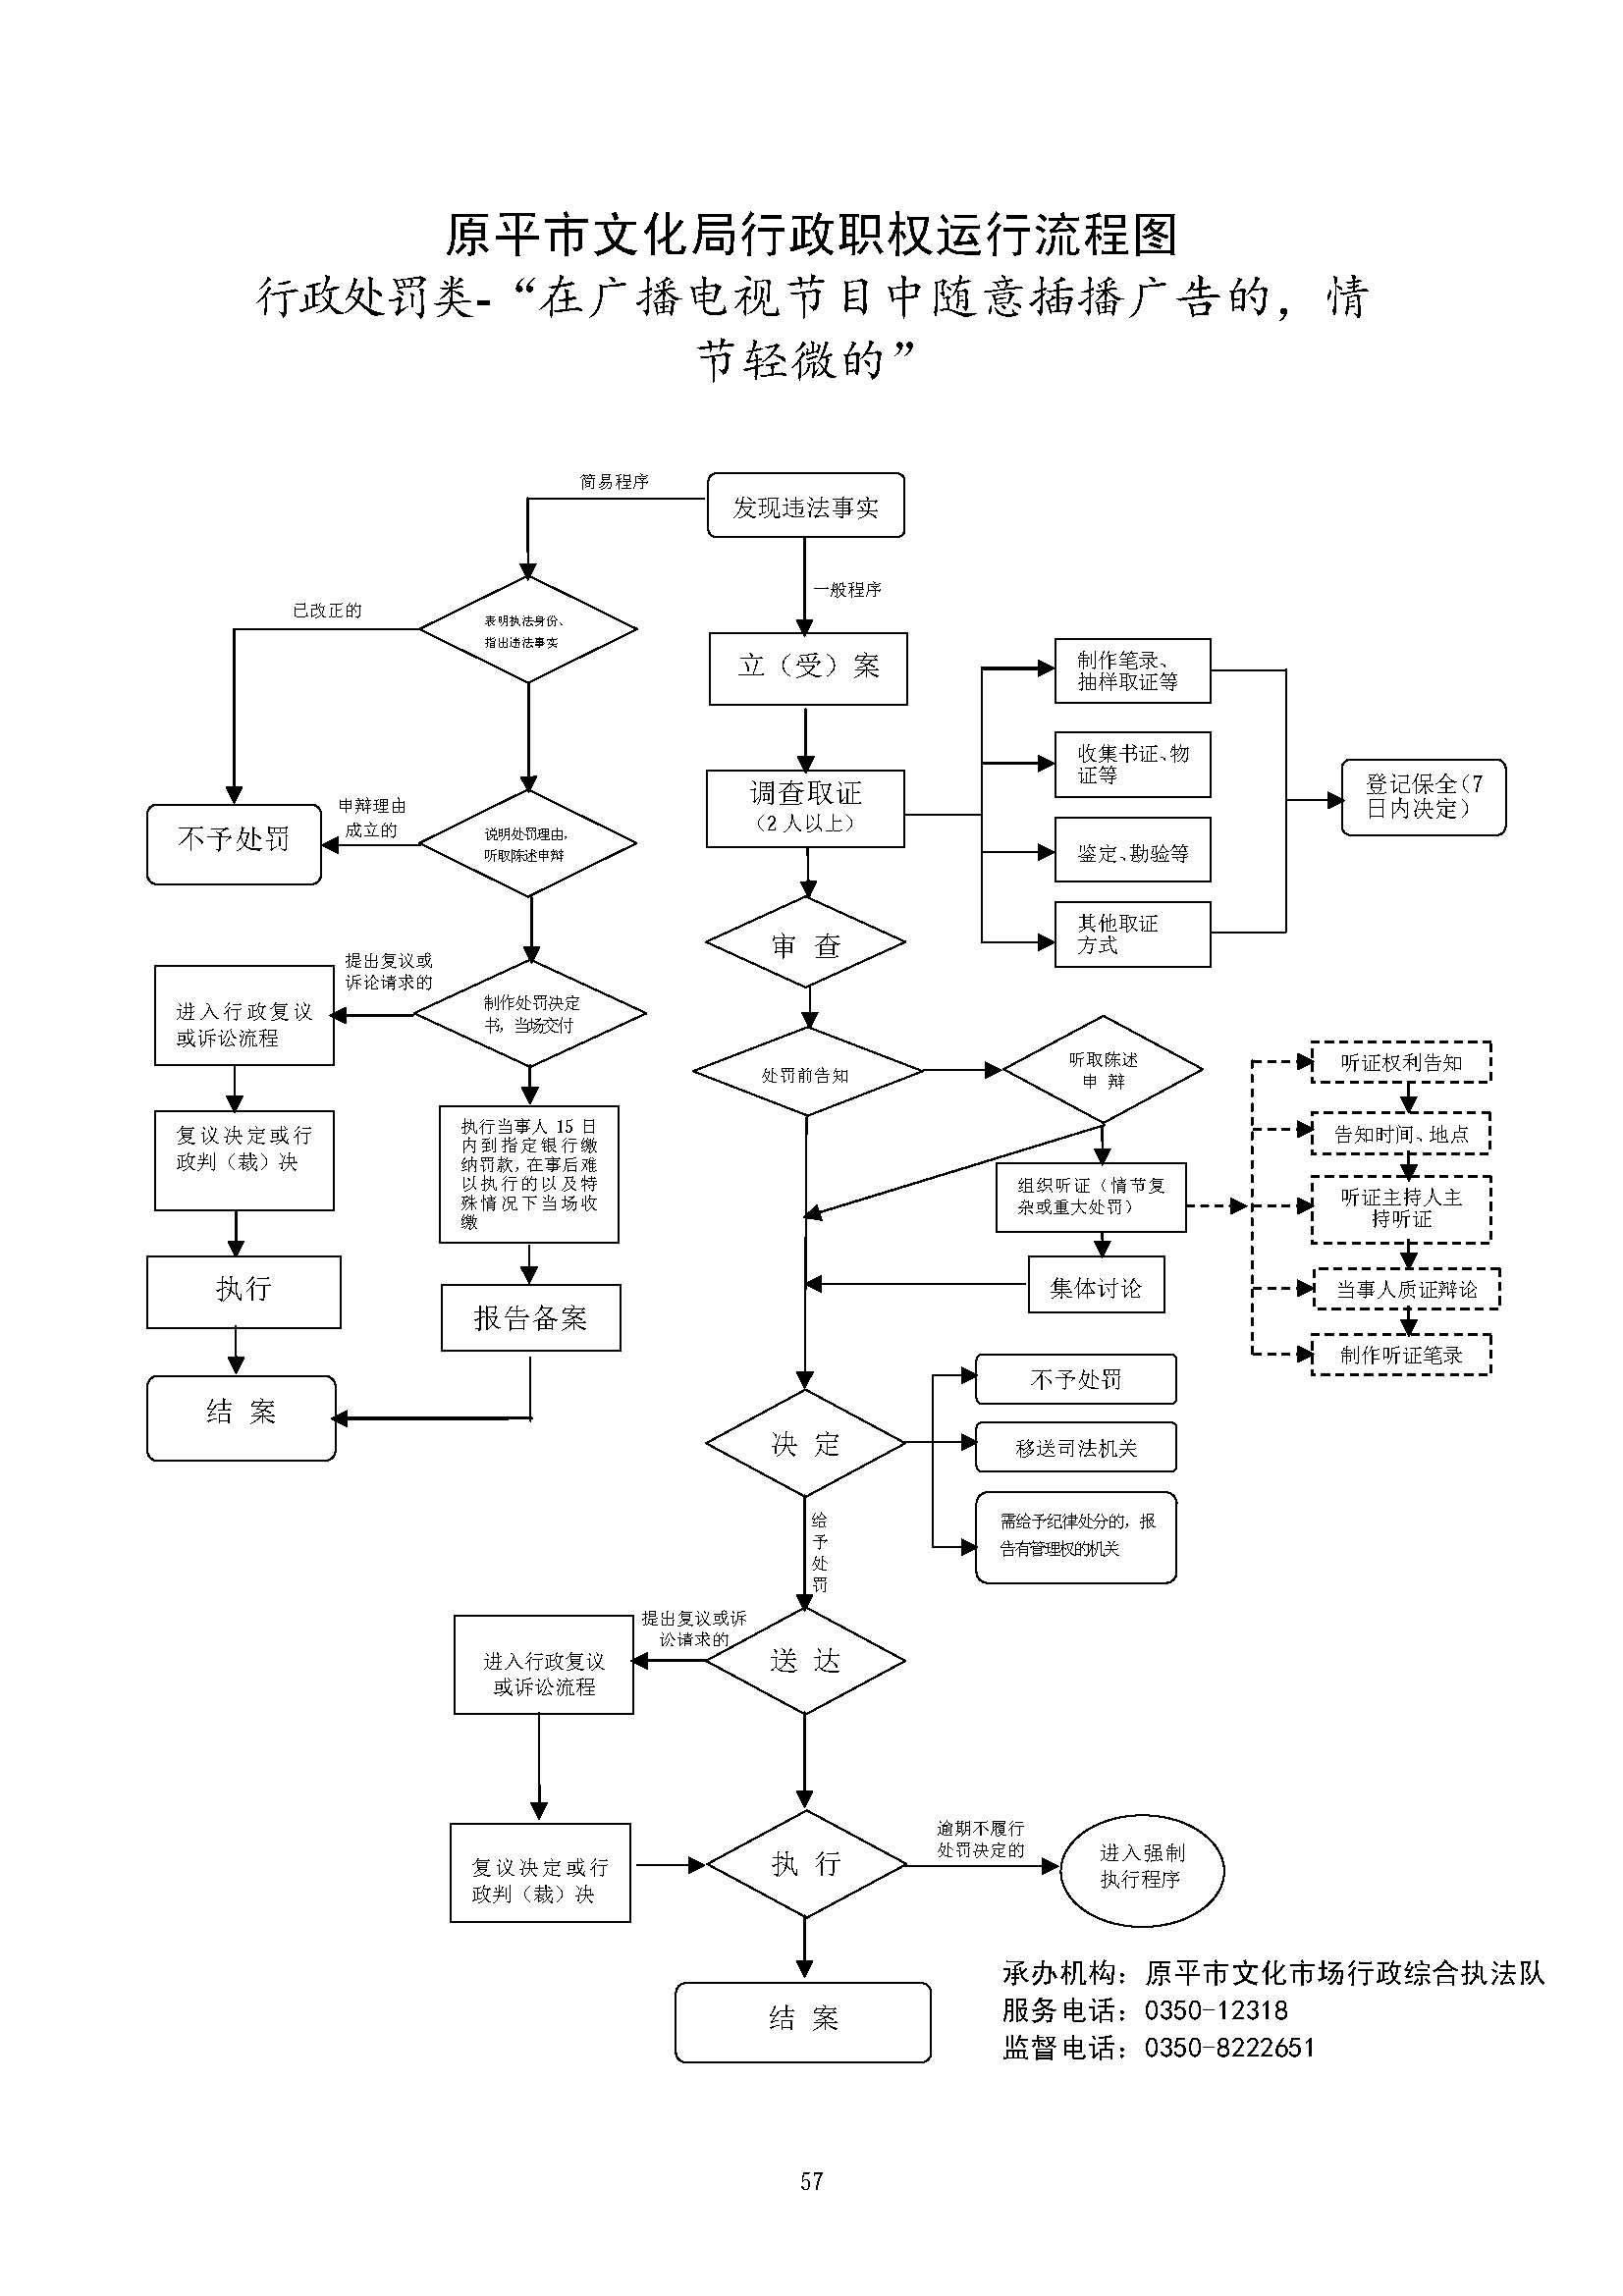 原平市文化局行政职权运行流程图
行政处罚类-“在广播电视节目中随意插播广告的，情
节轻微的”
简易程序
发现违法事实
一般程序
已改正的
表明执法身份、
指出违法事实
立（受）案
制作笔录、
抽样取证等
收集书证、物
证等
登记保全（7
日内决定）
调查取证
（2人以上）
申辩理由
成立的
不予处罚
说明处罚理由，
听取陈述申辩
鉴定、勘验等
其他取证
方式
审 查
提出复议或
诉论请求的
进入行政复议
或诉讼流程
制作处罚决定
书，当场交付
处罚前告知
听取陈述
申 辩
听证权利告知
告知时间、地点
复议决定或行
政判（裁）决
执行当事人 15 日
内到指定银行缴
纳罚款，在事后难
以执行的以及特
殊情况下当场收
缴
组织听证（情节复
杂或重大处罚）
听证主持人主
持听证
执行
报告备案
集体讨论
当事人质证辩论
制作听证笔录
结 案
不予处罚
决 定
移送司法机关
给
予
处
罚
需给予纪律处分的，报
告有管理权的机关
提出复议或诉
讼请求的
进入行政复议
或诉讼流程
送 达
复议决定或行
政判（裁）决
执 行
逾期不履行
处罚决定的
进入强制
执行程序
结 案
承办机构：原平市文化市场行政综合执法队
服务电话：0350-12318
监督电话：0350-8222651
57